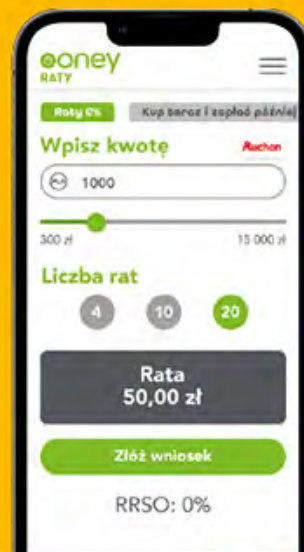 oney
RATY
Raty 0% Kup teraz i zapłać później
Wpisz kwotę Auchan
1000
300 zł 15 000 zł
Liczba rat
4 10 20
Rata
50,00 zł
Złóż wniosek
RRSO: 0%